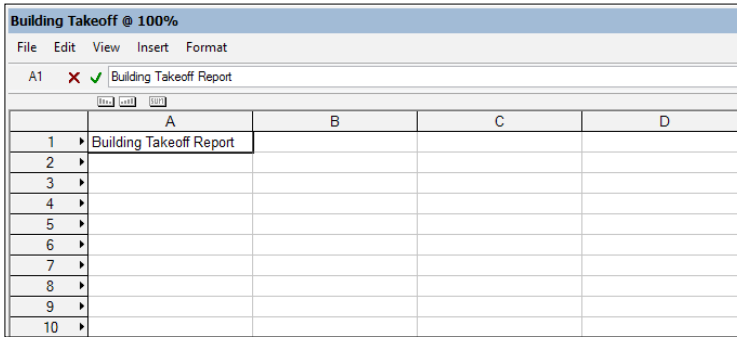 Building Takeoff @ 100%
File Edit View Insert Format
A1 Building Takeoff Report
SUM
A B C D
1 Building Takeoff Report
2
3
4
5
6
7
8
9
10